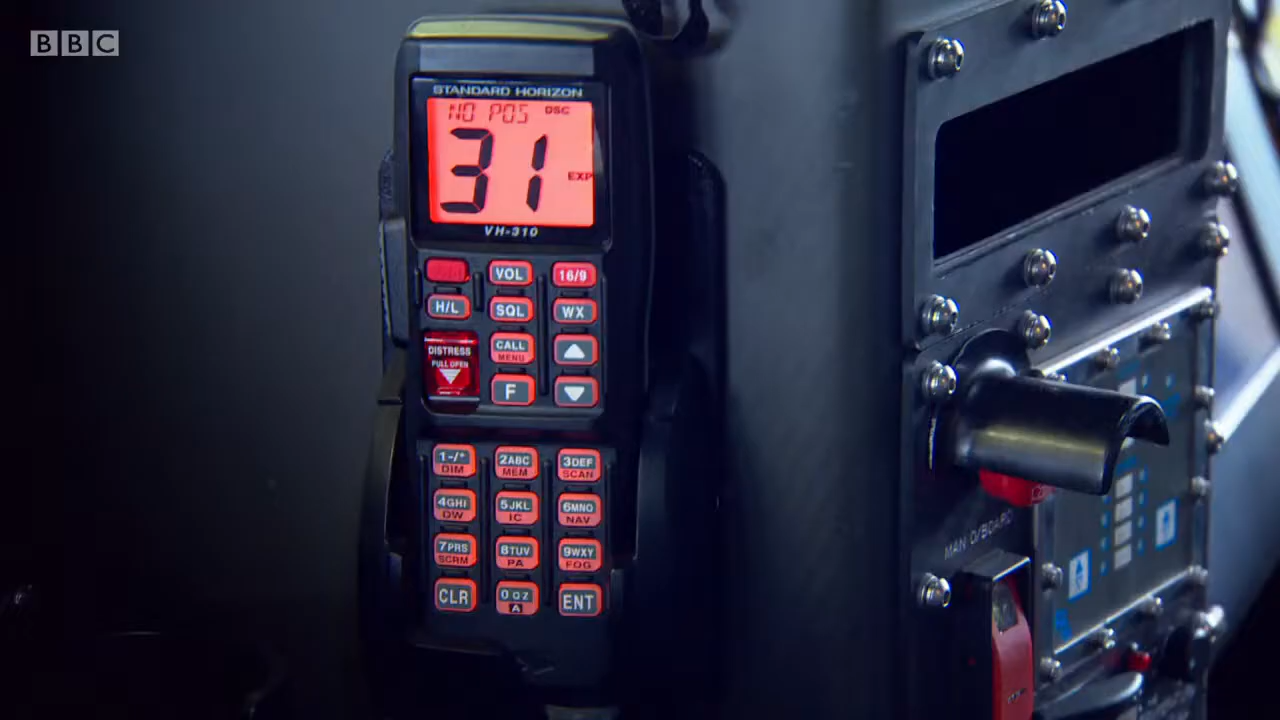 BBC
STANDARD HORIZON
NO POS DSC
31
EXP
VH-310
VOL 16/9
H/L SQL WX
DISTRESS
PULL OPEN
CALL
MENU
F
1-/* 2ABC 3DEF
DIM MEM SCAN
4GHI 5JKL 6MNO
DW IC NAV
7PRS 8TUV 9WXY
SCRM PA FOG
CLR 0QZ ENT
A
MAN O/BOARD